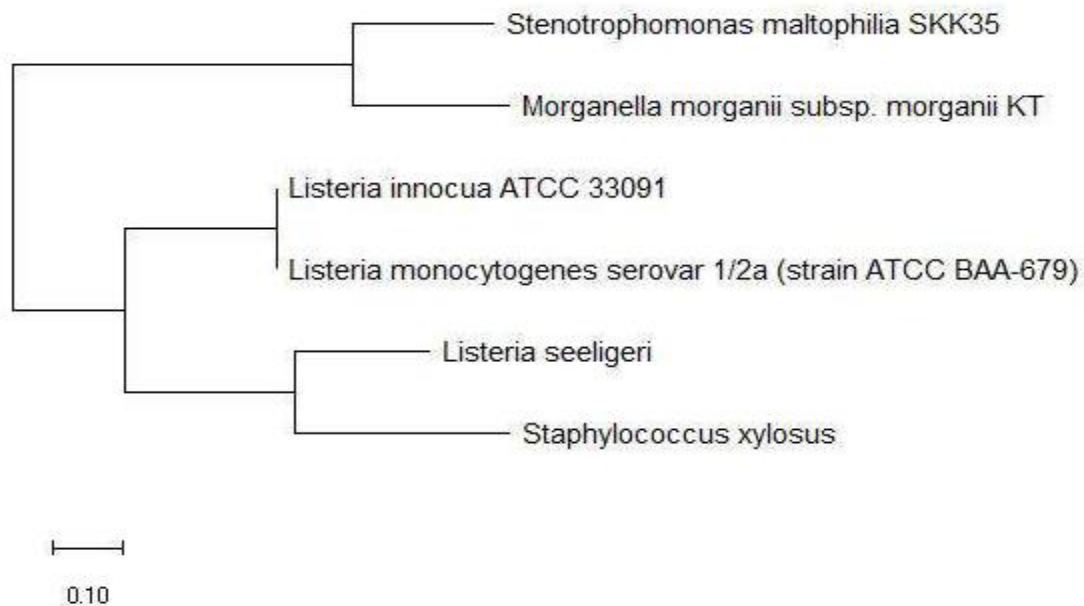 Stenotrophomonas maltophilia SKK35
Morganella morganii subsp. morganii KT
Listeria innocua ATCC 33091
Listeria monocytogenes serovar 1/2a (strain ATCC BAA-679)
Listeria seeligeri
Staphylococcus xylosus
0.10